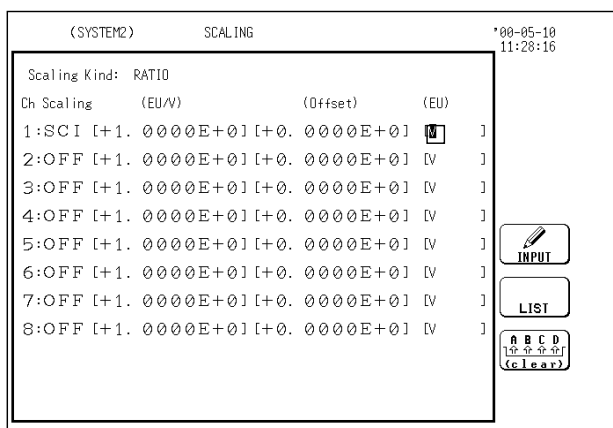 (SYSTEM2) SCALING '00-05-10
11:28:16
Scaling Kind: RATIO
Ch Scaling (EU/V) (Offset) (EU)
1:SCI [+1. 0000E+0] [+0. 0000E+0] [V ]
2:OFF [+1. 0000E+0] [+0. 0000E+0] [V ]
3:OFF [+1. 0000E+0] [+0. 0000E+0] [V ]
4:OFF [+1. 0000E+0] [+0. 0000E+0] [V ]
5:OFF [+1. 0000E+0] [+0. 0000E+0] [V ]
6:OFF [+1. 0000E+0] [+0. 0000E+0] [V ]
7:OFF [+1. 0000E+0] [+0. 0000E+0] [V ]
8:OFF [+1. 0000E+0] [+0. 0000E+0] [V ]
INPUT
LIST
A B C D
(clear)